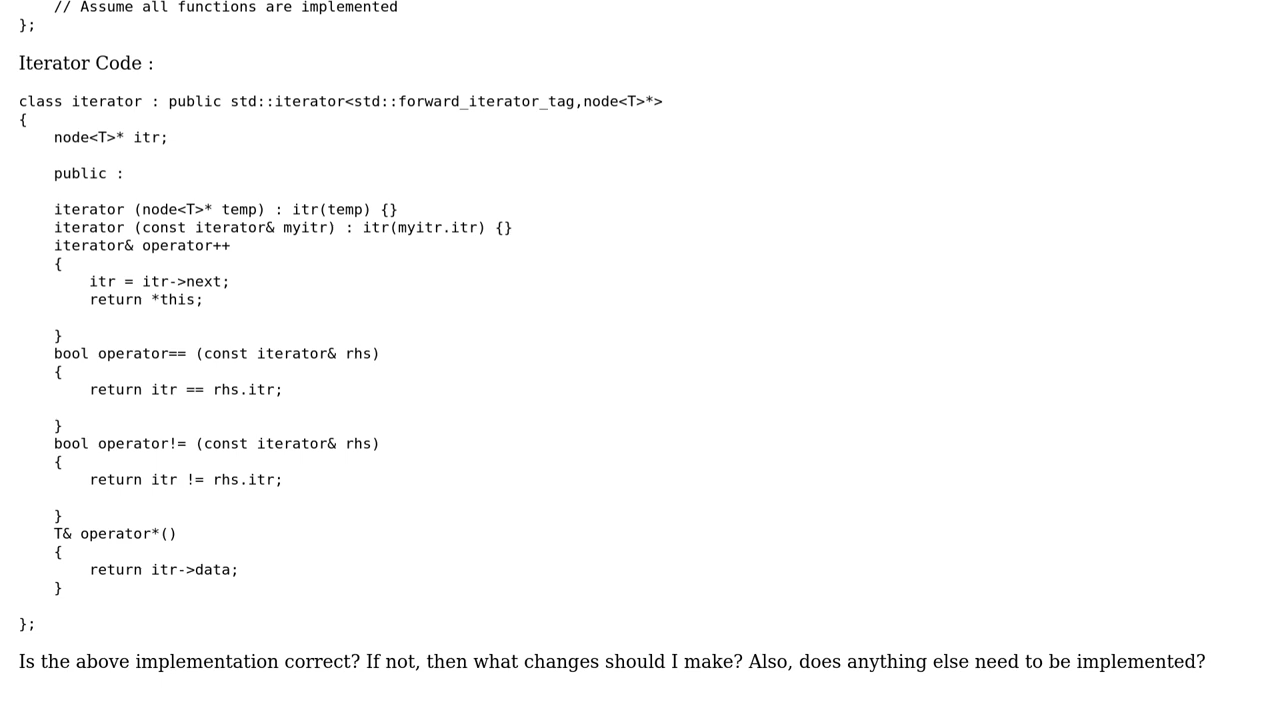 // Assume all functions are implemented
};
Iterator Code :
class iterator : public std::iterator<std::forward_iterator_tag,node<T>*>
{
    node<T>* itr;

    public :

    iterator (node<T>* temp) : itr(temp) {}
    iterator (const iterator& myitr) : itr(myitr.itr) {}
    iterator& operator++
    {
        itr = itr->next;
        return *this;

    }
    bool operator== (const iterator& rhs)
    {
        return itr == rhs.itr;

    }
    bool operator!= (const iterator& rhs)
    {
        return itr != rhs.itr;

    }
    T& operator*()
    {
        return itr->data;
    }

};
Is the above implementation correct? If not, then what changes should I make? Also, does anything else need to be implemented?